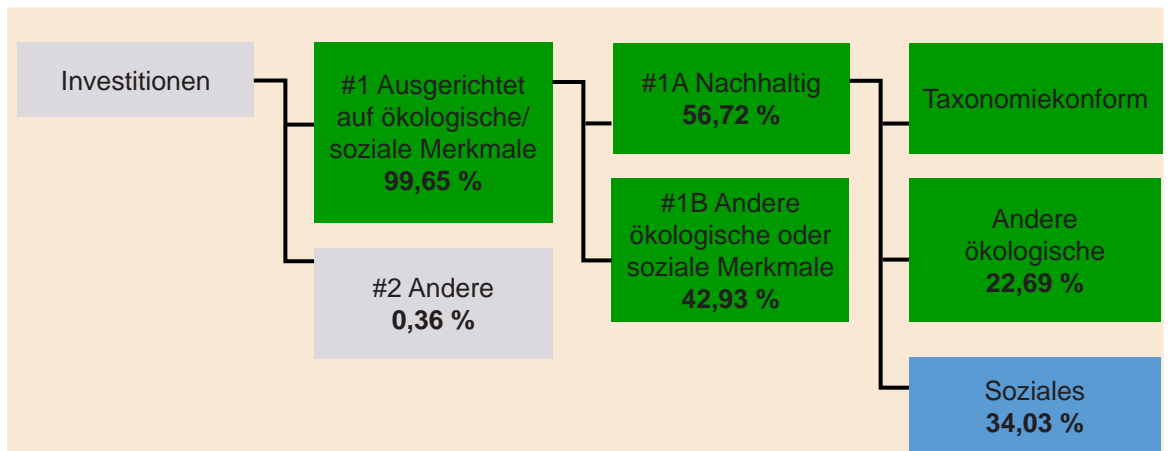 Investitionen
#1 Ausgerichtet
auf ökologische/
soziale Merkmale
99,65 %
#2 Andere
0,36 %
#1A Nachhaltig
56,72 %
#1B Andere
ökologische oder
soziale Merkmale
42,93 %
Taxonomiekonform
Andere
ökologische
22,69 %
Soziales
34,03 %